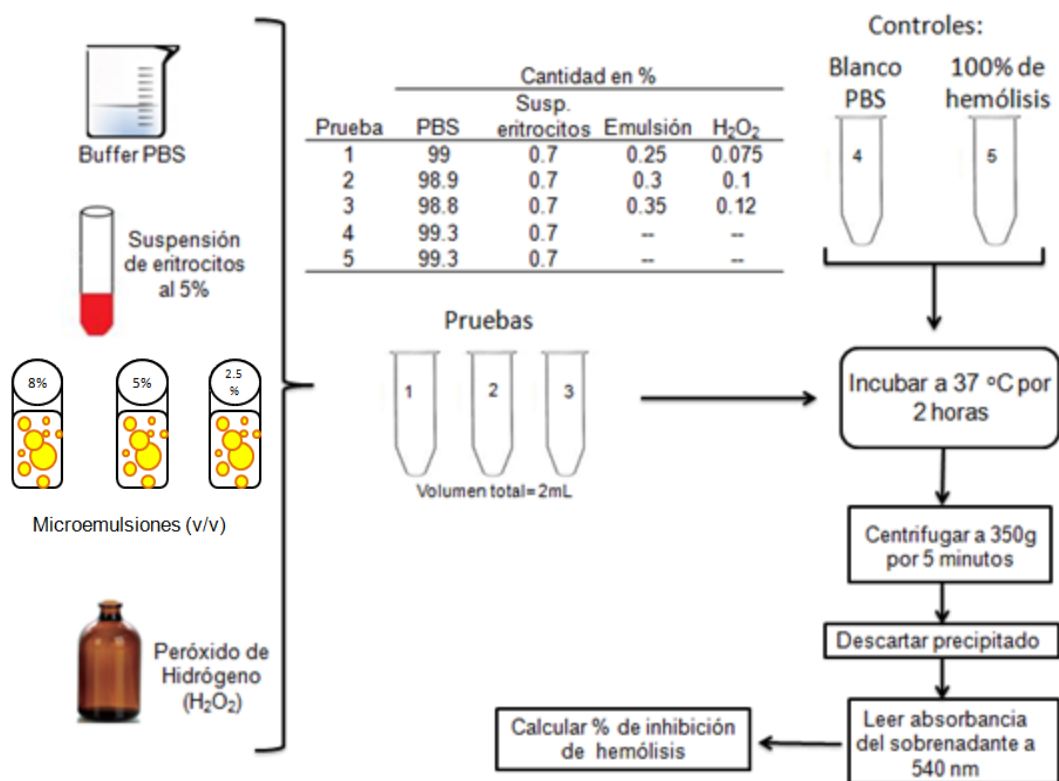 Buffer PBS
Suspensión
de eritrocitos
al 5%
8%
5%
2.5
%
Microemulsiones (v/v)
Peróxido de
Hidrógeno
(H₂O₂)
Cantidad en %
Prueba PBS Susp. eritrocitos Emulsión H₂O₂
1 99 0.7 0.25 0.075
2 98.9 0.7 0.3 0.1
3 98.8 0.7 0.35 0.12
4 99.3 0.7 -- --
5 99.3 0.7 -- --
Pruebas
1 2 3
Volumen total=2mL
Controles:
Blanco
PBS
100% de
hemólisis
4
5
Incubar a 37 ºC por
2 horas
Centrifugar a 350g
por 5 minutos
Descartar precipitado
Leer absorbancia
del sobrenadante a
540 nm
Calcular % de inhibición
de hemólisis